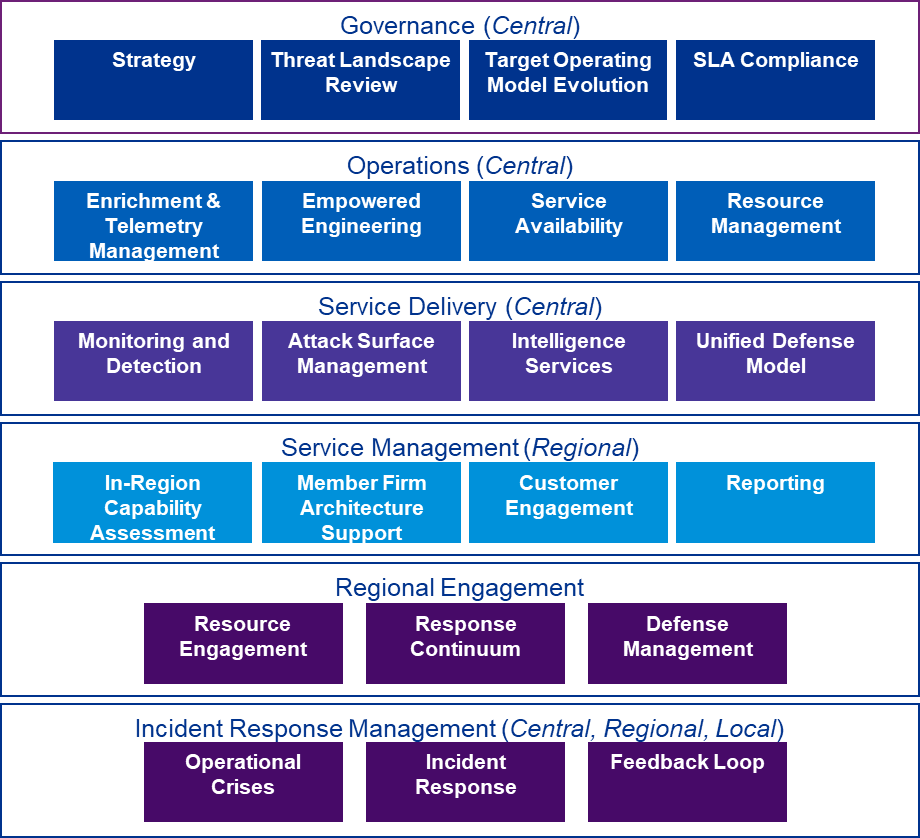 Governance (Central)
Strategy
Threat Landscape
Review
Target Operating
Model Evolution
SLA Compliance
Operations (Central)
Enrichment &
Telemetry
Management
Empowered
Engineering
Service
Availability
Resource
Management
Service Delivery (Central)
Monitoring and
Detection
Attack Surface
Management
Intelligence
Services
Unified Defense
Model
Service Management (Regional)
In-Region
Capability
Assessment
Member Firm
Architecture
Support
Customer
Engagement
Reporting
Regional Engagement
Resource
Engagement
Response
Continuum
Defense
Management
Incident Response Management (Central, Regional, Local)
Operational
Crises
Incident
Response
Feedback Loop